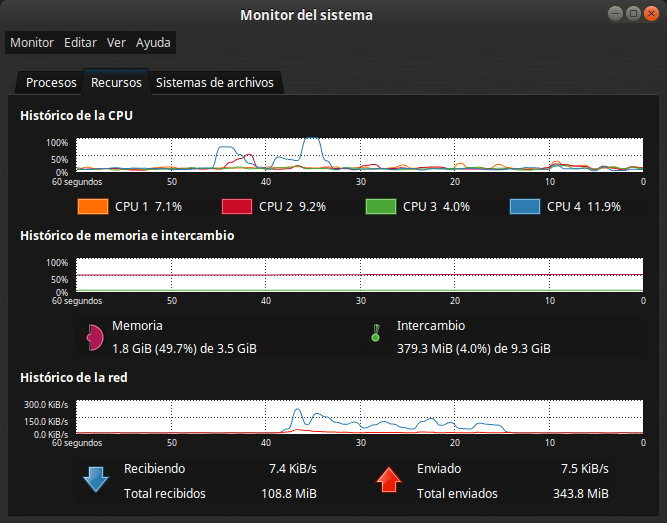 Monitor del sistema
Monitor Editar Ver Ayuda
Procesos Recursos Sistemas de archivos
Histórico de la CPU
100%
50%
0%
60 segundos 50 40 30 20 10 0
CPU 1 7.1% CPU 2 9.2% CPU 3 4.0% CPU 4 11.9%
Histórico de memoria e intercambio
100%
50%
0%
60 segundos 50 40 30 20 10 0
Memoria Intercambio
1.8 GiB (49.7%) de 3.5 GiB 379.3 MiB (4.0%) de 9.3 GiB
Histórico de la red
300.0 KiB/s
150.0 KiB/s
0.0 KiB/s
60 segundos 50 40 30 20 10 0
Recibiendo 7.4 KiB/s Enviado 7.5 KiB/s
Total recibidos 108.8 MiB Total enviados 343.8 MiB